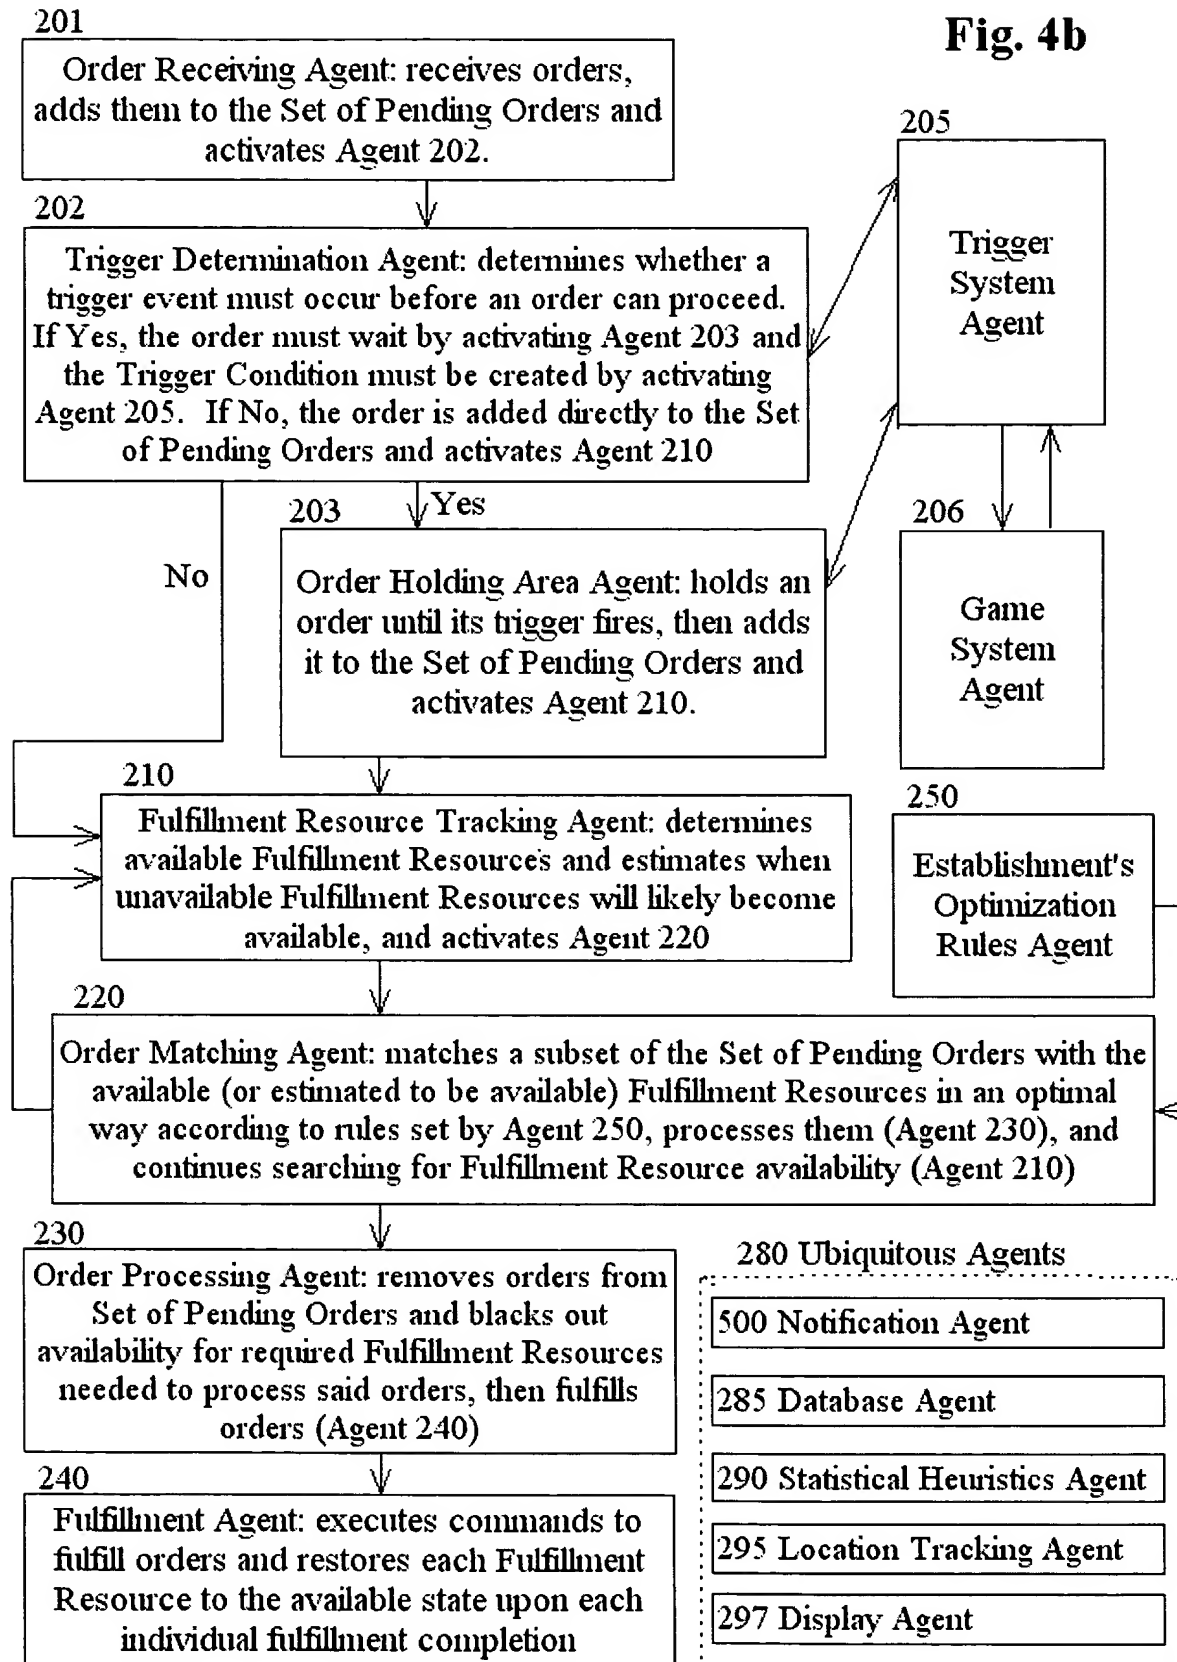 201
Fig. 4b
Order Receiving Agent: receives orders,
adds them to the Set of Pending Orders and
activates Agent 202.
205
Trigger
System
Agent
202
Trigger Determination Agent: determines whether a
trigger event must occur before an order can proceed.
If Yes, the order must wait by activating Agent 203 and
the Trigger Condition must be created by activating
Agent 205. If No, the order is added directly to the Set
of Pending Orders and activates Agent 210
Yes
No
203
Order Holding Area Agent: holds an
order until its trigger fires, then adds
it to the Set of Pending Orders and
activates Agent 210.
206
Game
System
Agent
210
Fulfillment Resource Tracking Agent: determines
available Fulfillment Resources and estimates when
unavailable Fulfillment Resources will likely become
available, and activates Agent 220
250
Establishment's
Optimization
Rules Agent
220
Order Matching Agent: matches a subset of the Set of Pending Orders with the
available (or estimated to be available) Fulfillment Resources in an optimal
way according to rules set by Agent 250, processes them (Agent 230), and
continues searching for Fulfillment Resource availability (Agent 210)
230
Order Processing Agent: removes orders from
Set of Pending Orders and blacks out
availability for required Fulfillment Resources
needed to process said orders, then fulfills
orders (Agent 240)
240
Fulfillment Agent: executes commands to
fulfill orders and restores each Fulfillment
Resource to the available state upon each
individual fulfillment completion
280 Ubiquitous Agents
500 Notification Agent
285 Database Agent
290 Statistical Heuristics Agent
295 Location Tracking Agent
297 Display Agent